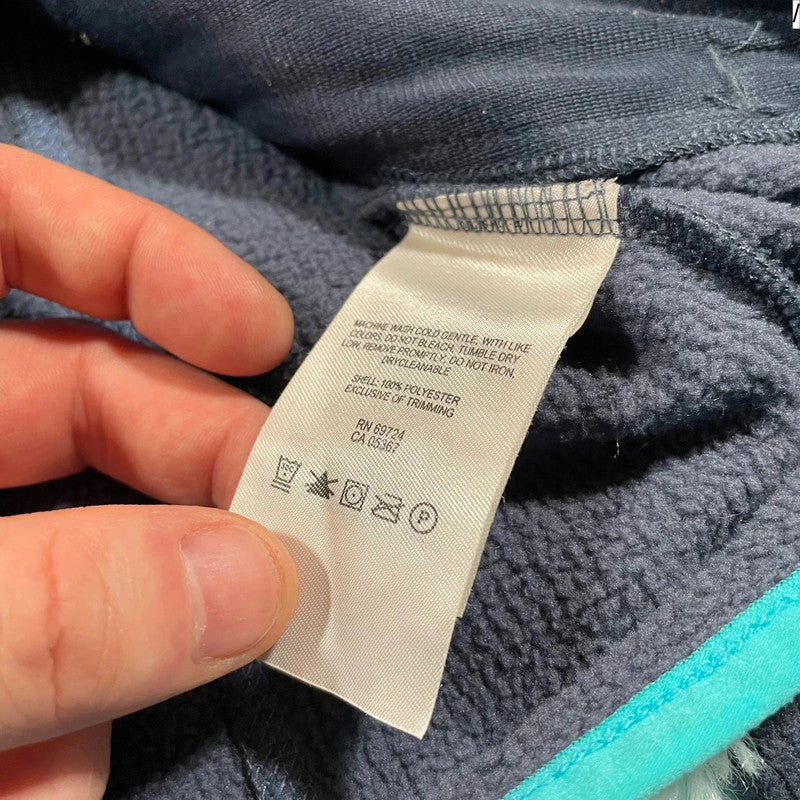 MACHINE WASH COLD GENTLE, WITH LIKE
COLORS. DO NOT BLEACH. TUMBLE DRY
LOW. REMOVE PROMPTLY. DO NOT IRON.
DRYCLEANABLE
SHELL: 100% POLYESTER
EXCLUSIVE OF TRIMMING
RN 69724
CA 05367
P